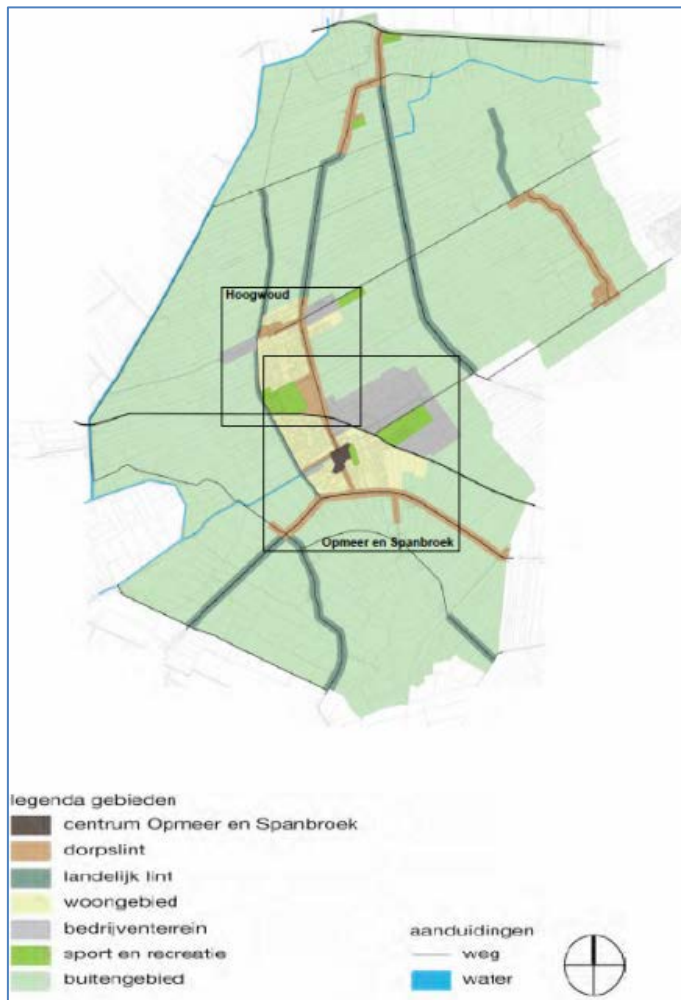 Hoogwoud
Opmeer en Spanbroek
legenda gebieden
centrum Opmeer en Spanbroek
dorpslint
landelijk lint
woongebied
bedrijventerrein
sport en recreatie
buitengebied
aanduidingen
weg
water